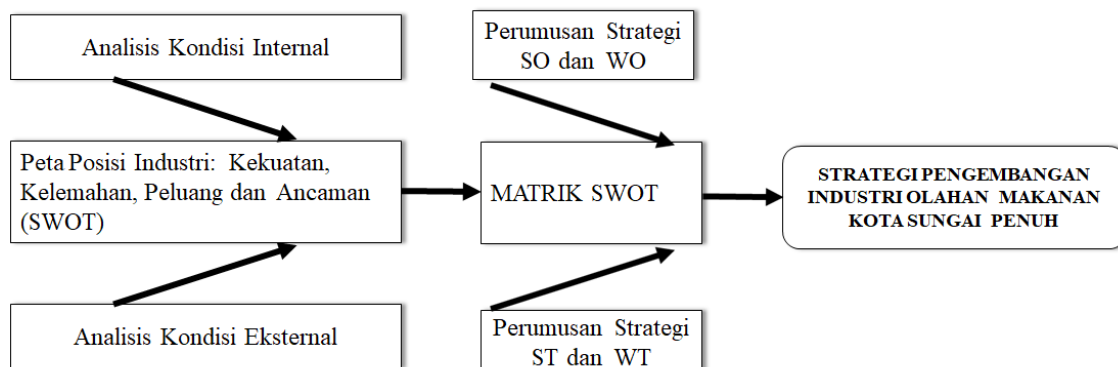 Analisis Kondisi Internal
Peta Posisi Industri: Kekuatan,
Kelemahan, Peluang dan Ancaman
(SWOT)
Analisis Kondisi Eksternal
Perumusan Strategi
SO dan WO
MATRIK SWOT
Perumusan Strategi
ST dan WT
STRATEGI PENGEMBANGAN
INDUSTRI OLAHAN MAKANAN
KOTA SUNGAI PENUH